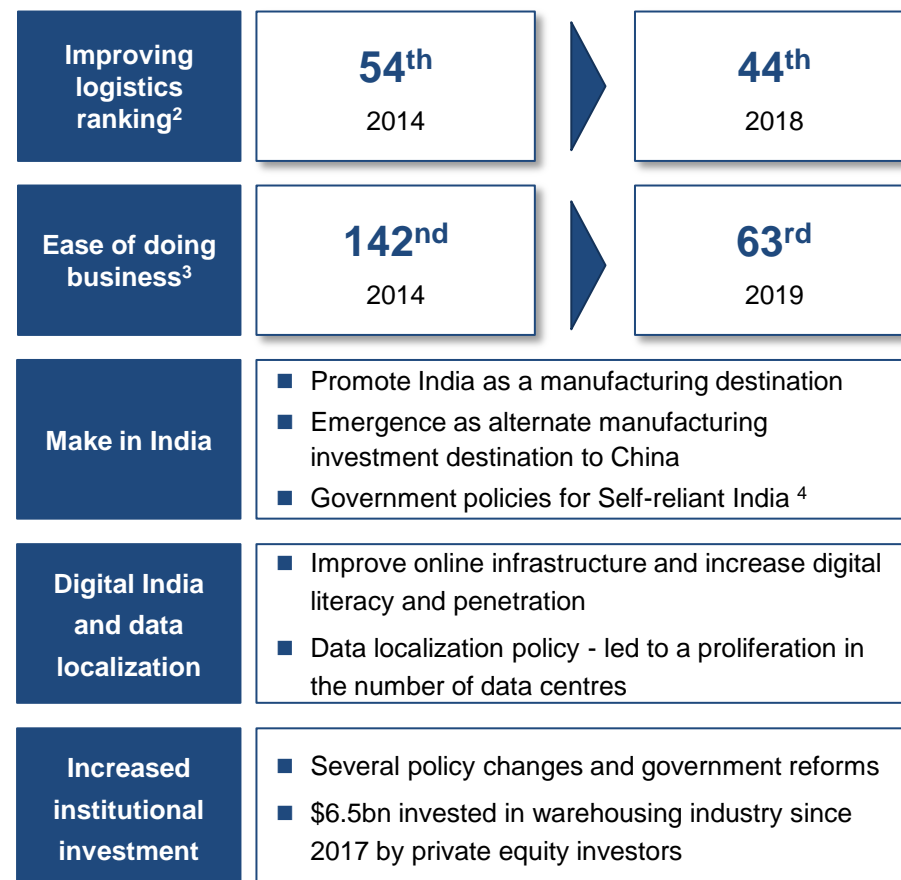 Improving
logistics
ranking²
54th
2014
44th
2018
Ease of doing
business³
142nd
2014
63rd
2019
Make in India
■ Promote India as a manufacturing destination
■ Emergence as alternate manufacturing
investment destination to China
■ Government policies for Self-reliant India ⁴
Digital India
and data
localization
■ Improve online infrastructure and increase digital
literacy and penetration
■ Data localization policy - led to a proliferation in
the number of data centres
Increased
institutional
investment
■ Several policy changes and government reforms
■ $6.5bn invested in warehousing industry since
2017 by private equity investors